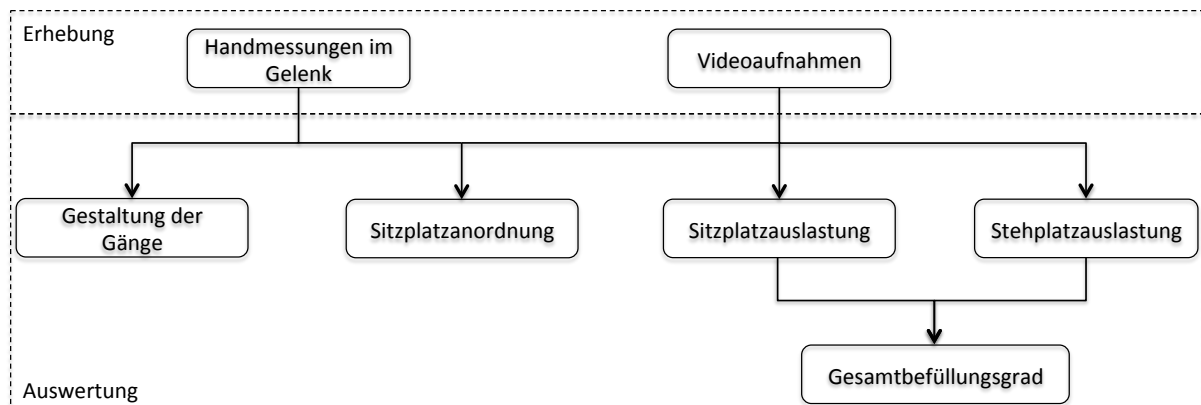 Erhebung
Handmessungen im
Gelenk
Videoaufnahmen
Gestaltung der
Gänge
Sitzplatzanordnung
Sitzplatzauslastung
Stehplatzauslastung
Gesamtbefüllungsgrad
Auswertung